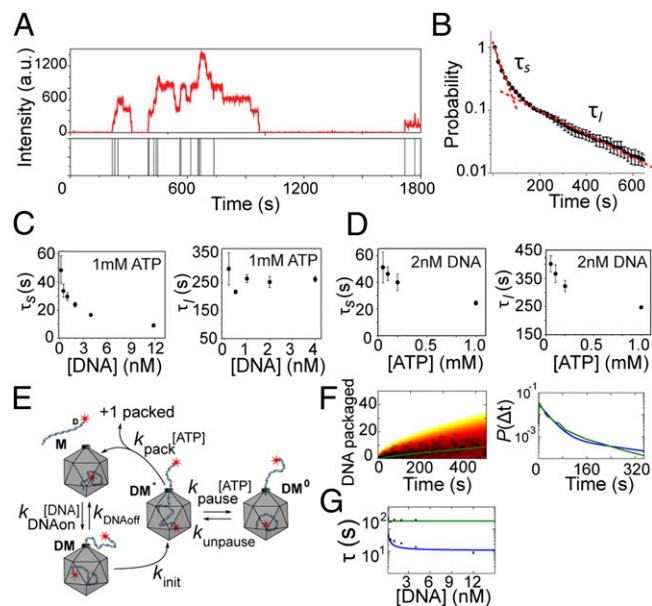 A
Intensity (a.u.)
1200
600
0
0
600
1200
1800
Time (s)
B
Probability
1
0.1
0.01
τs
τl
0
200
400
600
Time (s)
C
τs(s)
60
40
20
0
1mM ATP
0 3 6 9 12
[DNA] (nM)
τl(s)
350
250
150
50
1mM ATP
0 1 2 3 4
[DNA] (nM)
D
τs(s)
60
40
20
0
2nM DNA
0 0.5 1.0
[ATP] (mM)
τl(s)
450
350
250
150
2nM DNA
0 0.5 1.0
[ATP] (mM)
E
D
M
+1 packed
kpack [ATP]
DM*
kpause [ATP]
kunpause
DM0
[DNA]
kDNAon
kDNAoff
DM
kinit
F
DNA packaged
40
20
0
0 200 400
Time (s)
P(Δt)
10-1
10-3
0 160 320
Time (s)
G
τ (s)
102
101
3 6 9 12
[DNA] (nM)